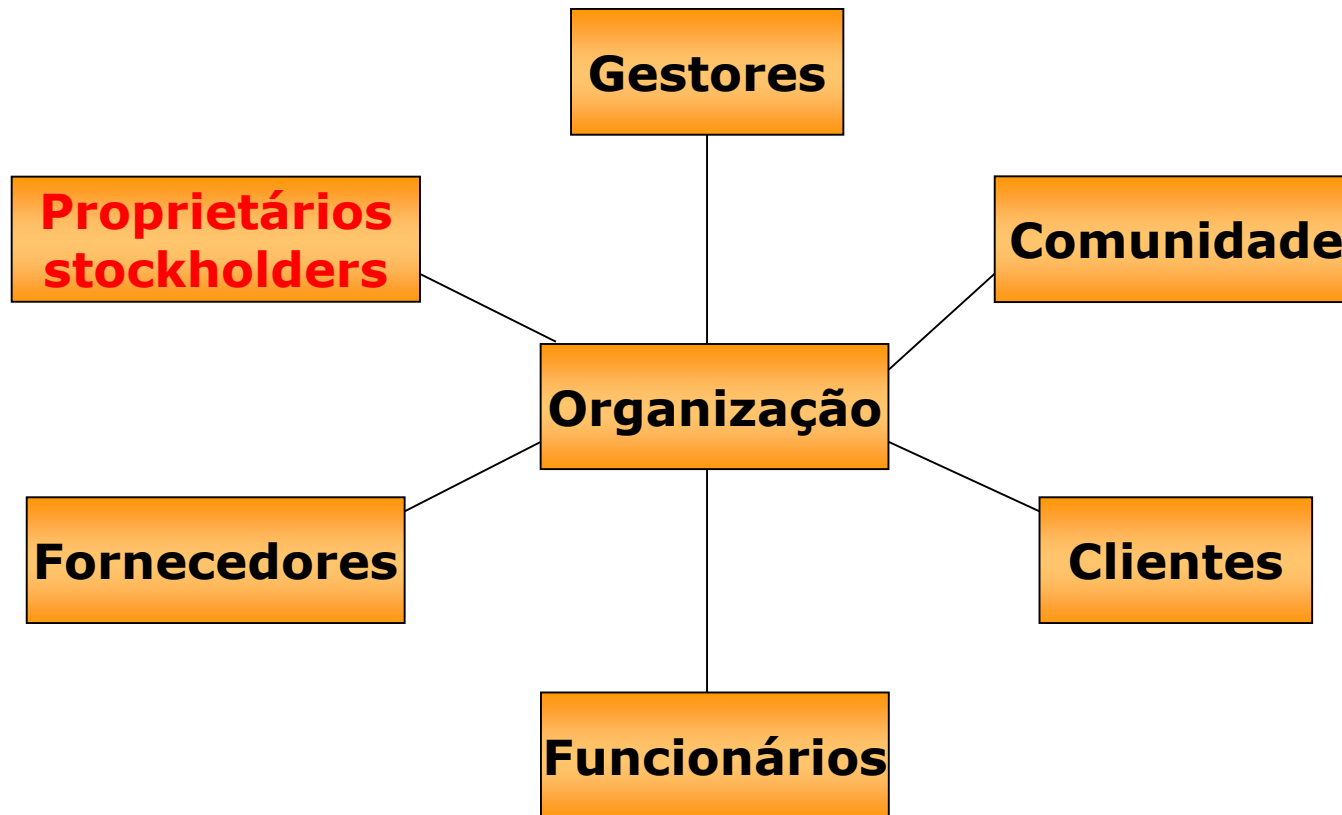 Gestores
Proprietários
stockholders
Comunidade
Organização
Fornecedores
Clientes
Funcionários